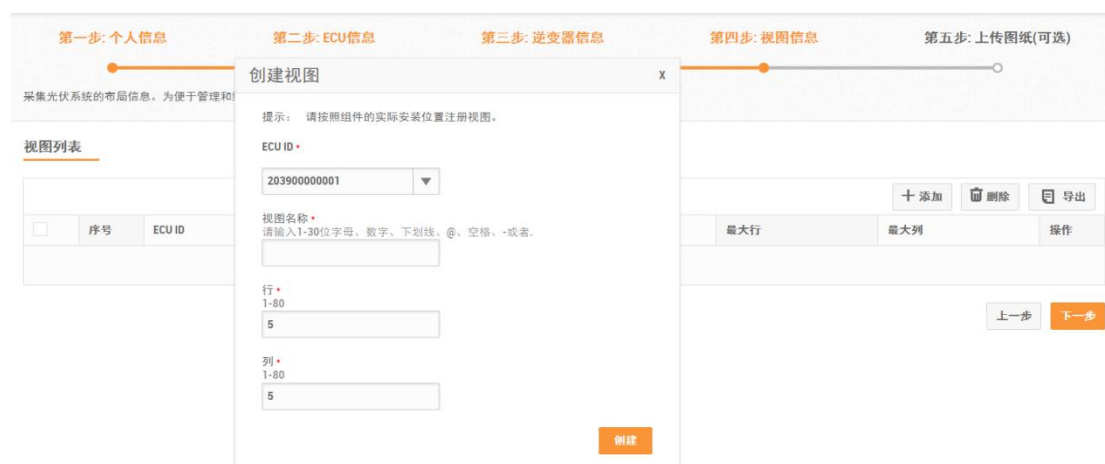 第一步: 个人信息
第二步: ECU信息
第三步: 逆变器信息
第四步: 视图信息
第五步: 上传图纸(可选)
采集光伏系统的布局信息。为便于管理和
创建视图
X
提示： 请按照组件的实际安装位置注册视图。
视图列表
ECU ID •
203900000001
十 添加
删除
导出
序号
ECU ID
最大行
最大列
操作
视图名称 •
请输入1-30位字母、数字、下划线、@、空格、-或者.
行 •
1-80
5
上一步
下一步
列 •
1-80
5
创建